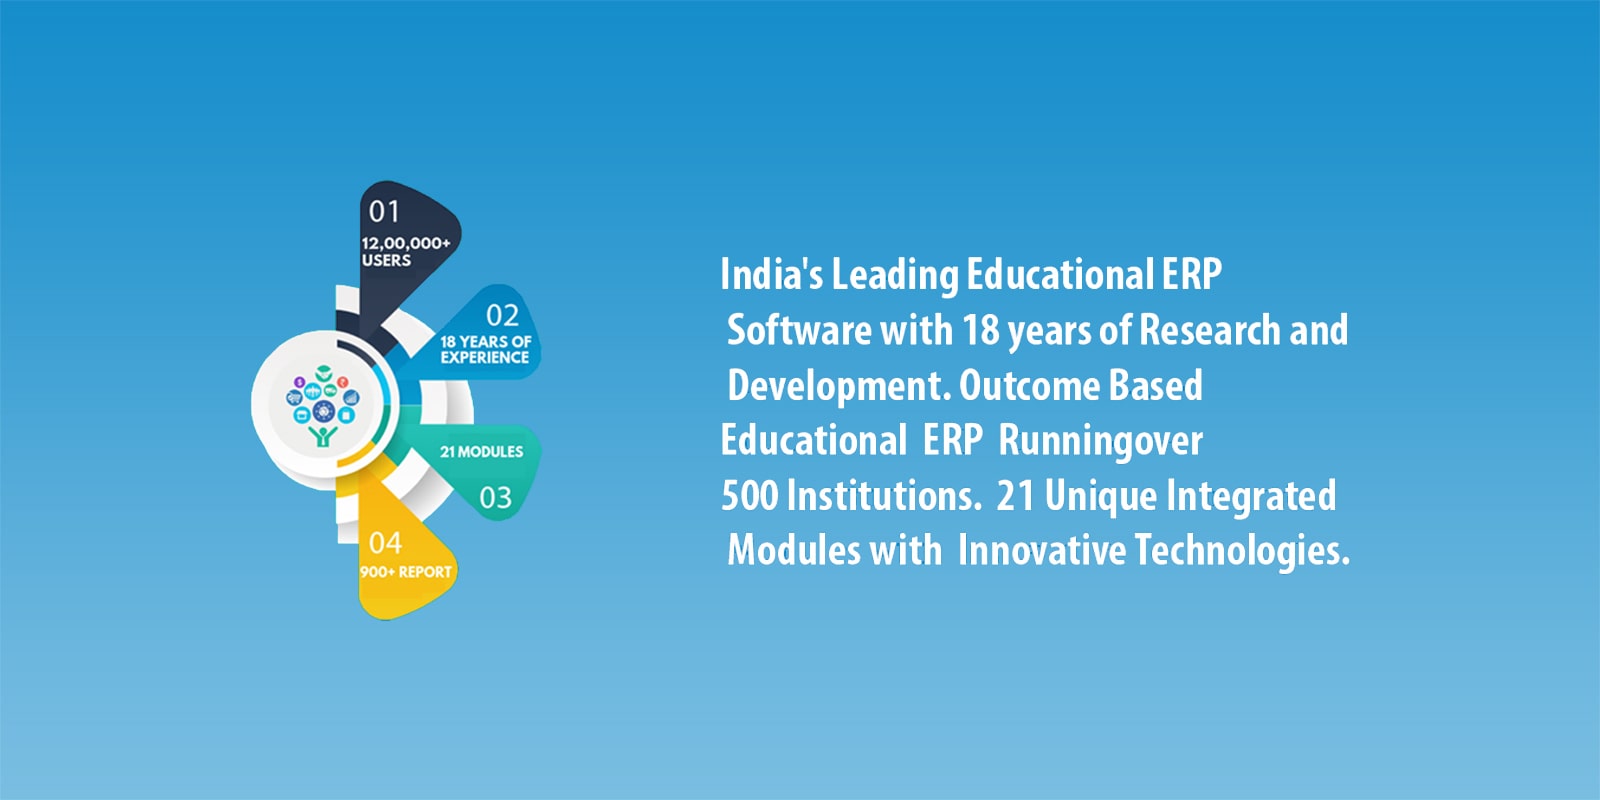 01
12,00,000+
USERS
02
18 YEARS OF
EXPERIENCE
21 MODULES
03
04
900+ REPORT
India's Leading Educational ERP
Software with 18 years of Research and
Development. Outcome Based
Educational ERP Runningover
500 Institutions. 21 Unique Integrated
Modules with Innovative Technologies.